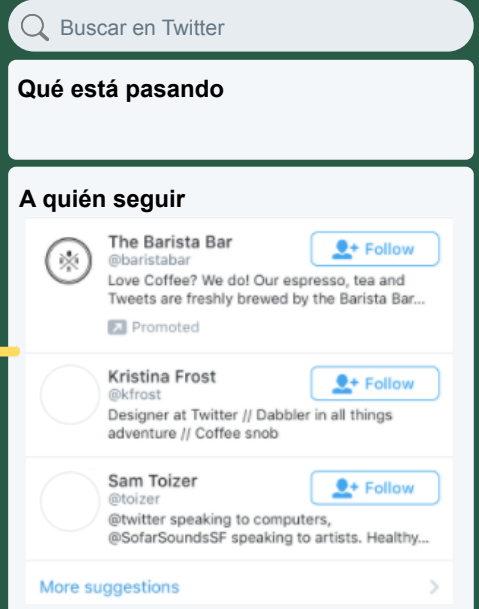 Buscar en Twitter
Qué está pasando
A quién seguir
The Barista Bar
Follow
@baristabar
Love Coffee? We do! Our espresso, tea and
Tweets are freshly brewed by the Barista Bar...
Promoted
Kristina Frost
Follow
@kfrost
Designer at Twitter // Dabbler in all things
adventure // Coffee snob
Sam Toizer
Follow
@toizer
@twitter speaking to computers,
@SofarSoundsSF speaking to artists. Healthy...
More suggestions